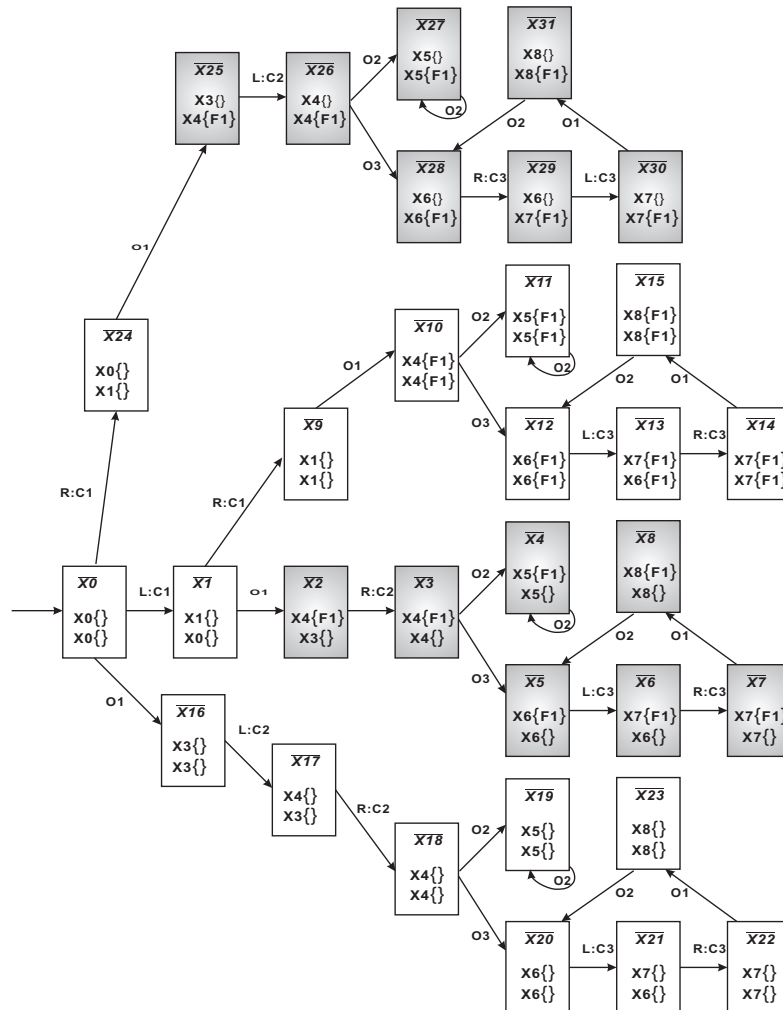 X27
X5{}
X5{F1}
O2
X31
X8{}
X8{F1}
X25
X3{}
X4{F1}
L:C2
X26
X4{}
X4{F1}
O2
O3
O2
O1
X28
X6{}
X6{F1}
R:C3
X29
X6{}
X7{F1}
L:C3
X30
X7{}
X7{F1}
O1
X24
X0{}
X1{}
R:C1
X11
X5{F1}
X5{F1}
O2
X15
X8{F1}
X8{F1}
X10
X4{F1}
X4{F1}
O2
O3
O1
O2
O1
X9
X1{}
X1{}
R:C1
X12
X6{F1}
X6{F1}
L:C3
X13
X7{F1}
X6{F1}
R:C3
X14
X7{F1}
X7{F1}
X0
X0{}
X0{}
L:C1
X1
X1{}
X0{}
O1
X2
X4{F1}
X3{}
R:C2
X3
X4{F1}
X4{}
O2
O3
X4
X5{F1}
X5{}
O2
X8
X8{F1}
X8{}
O2
O1
X5
X6{F1}
X6{}
L:C3
X6
X7{F1}
X6{}
R:C3
X7
X7{F1}
X7{}
O1
X16
X3{}
X3{}
L:C2
X17
X4{}
X3{}
R:C2
X18
X4{}
X4{}
O2
O3
X19
X5{}
X5{}
O2
X23
X8{}
X8{}
O2
O1
X20
X6{}
X6{}
L:C3
X21
X7{}
X6{}
R:C3
X22
X7{}
X7{}